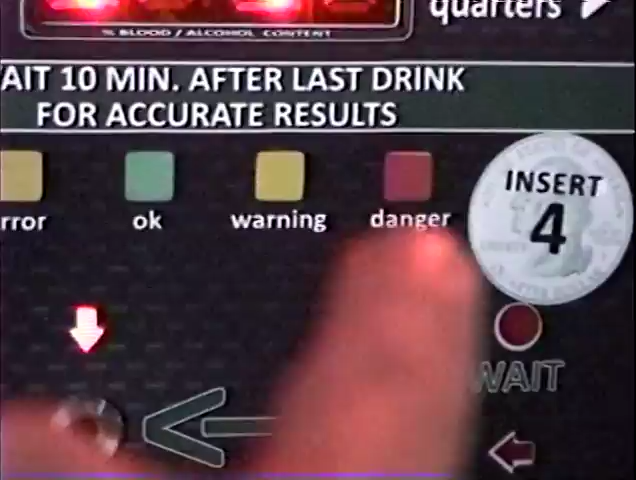 quarters
% BLOOD / ALCOHOL CONTENT
AIT 10 MIN. AFTER LAST DRINK
FOR ACCURATE RESULTS
rror
ok
warning
danger
INSERT
4
WAIT